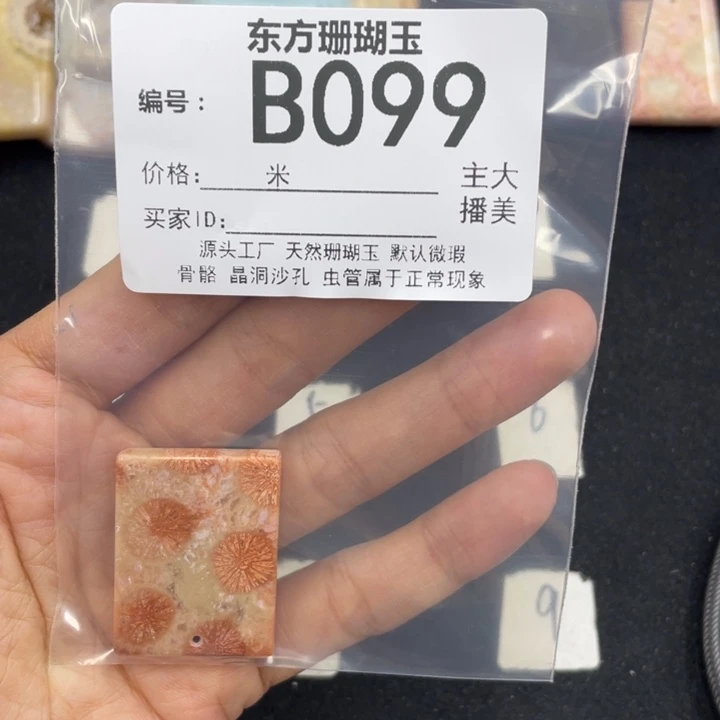 东方珊瑚玉
编号：B099
价格：米
买家ID：
主大
播美
源头工厂 天然珊瑚玉 默认微瑕
骨骼 晶洞沙孔 虫管属于正常现象
6
9